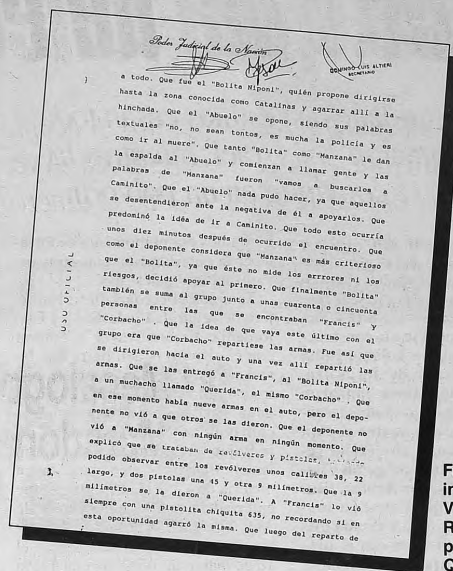 Poder Judicial de la Nación
DOMINGO LUIS ALTIERI
SECRETARIO
a todo. Que fue el "Bolita Niponi", quién propone dirigirse
hasta la zona conocida como Catalinas y agarrar allí a la
hinchada. Que el "Abuelo" se opone, siendo sus palabras
textuales "no, no sean tontos, es mucha la policía y es
como ir al muere". Que tanto "Bolita" como "Manzana" le dan
la espalda al "Abuelo" y comienzan a llamar gente y las
palabras de "Manzana" fueron "vamos a buscarlos a
Caminito". Que el "Abuelo" nada pudo hacer, ya que aquellos
se desentendieron ante la negativa de él a apoyarlos. Que
predominó la idéa de ir a Caminito. Que todo esto ocurría
unos diez minutos después de ocurrido el encuentro. Que
como el deponente considera que "Manzana" es más criterioso
que el "Bolita", ya que éste no mide los errrores ni los
riesgos, decidió apoyar al primero. Que finalmente "Bolita"
también se suma al grupo junto a unas cuarenta o cincuenta
personas entre las que se encontraban "Francis" y
"Corbacho" . Que la idea de que vaya este último con el
grupo era que "Corbacho" repartiese las armas. Fue asi que
se dirigieron hacia el auto y una vez allí repartió las
armas. Que se las entregó a "Francis", al "Bolita Niponi",
a un muchacho llamado "Querida", el mismo "Corbacho" . Que
en ese momento había nueve armas en el auto, pero el depo-
nente no vió a que otros se las dieron. Que el deponente no
vió a "Manzana" con ningún arma en ningún momento. Que
explicó que se trataban de revólveres y pistolas,
podido observar entre los revólveres unos calibres 38, 22
largo, y dos pistolas una 45 y otra 9 milímetros. Que la 9
milímetros se la dieron a "Querida". A "Francis" lo vió
siempre con una pistolita chiquita 635, no recordando si en
esta oportunidad agarró la misma. Que luego del reparto de
USO OFICIAL
F
in
V
R
p
Q